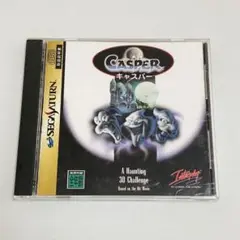 CASPER
キャスパー
SEGA SATURN
A Haunting
3D Challenge
Based on the Hit Movie
Interplay